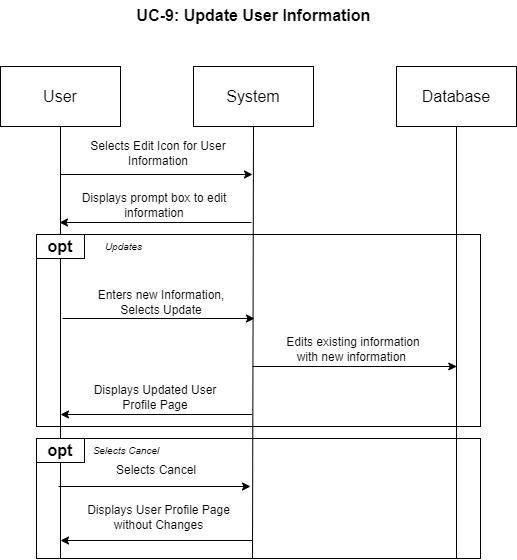 UC-9: Update User Information
User
System
Database
Selects Edit Icon for User
Information
Displays prompt box to edit
information
opt
Updates
Enters new Information,
Selects Update
Edits existing information
with new information
Displays Updated User
Profile Page
opt
Selects Cancel
Selects Cancel
Displays User Profile Page
without Changes